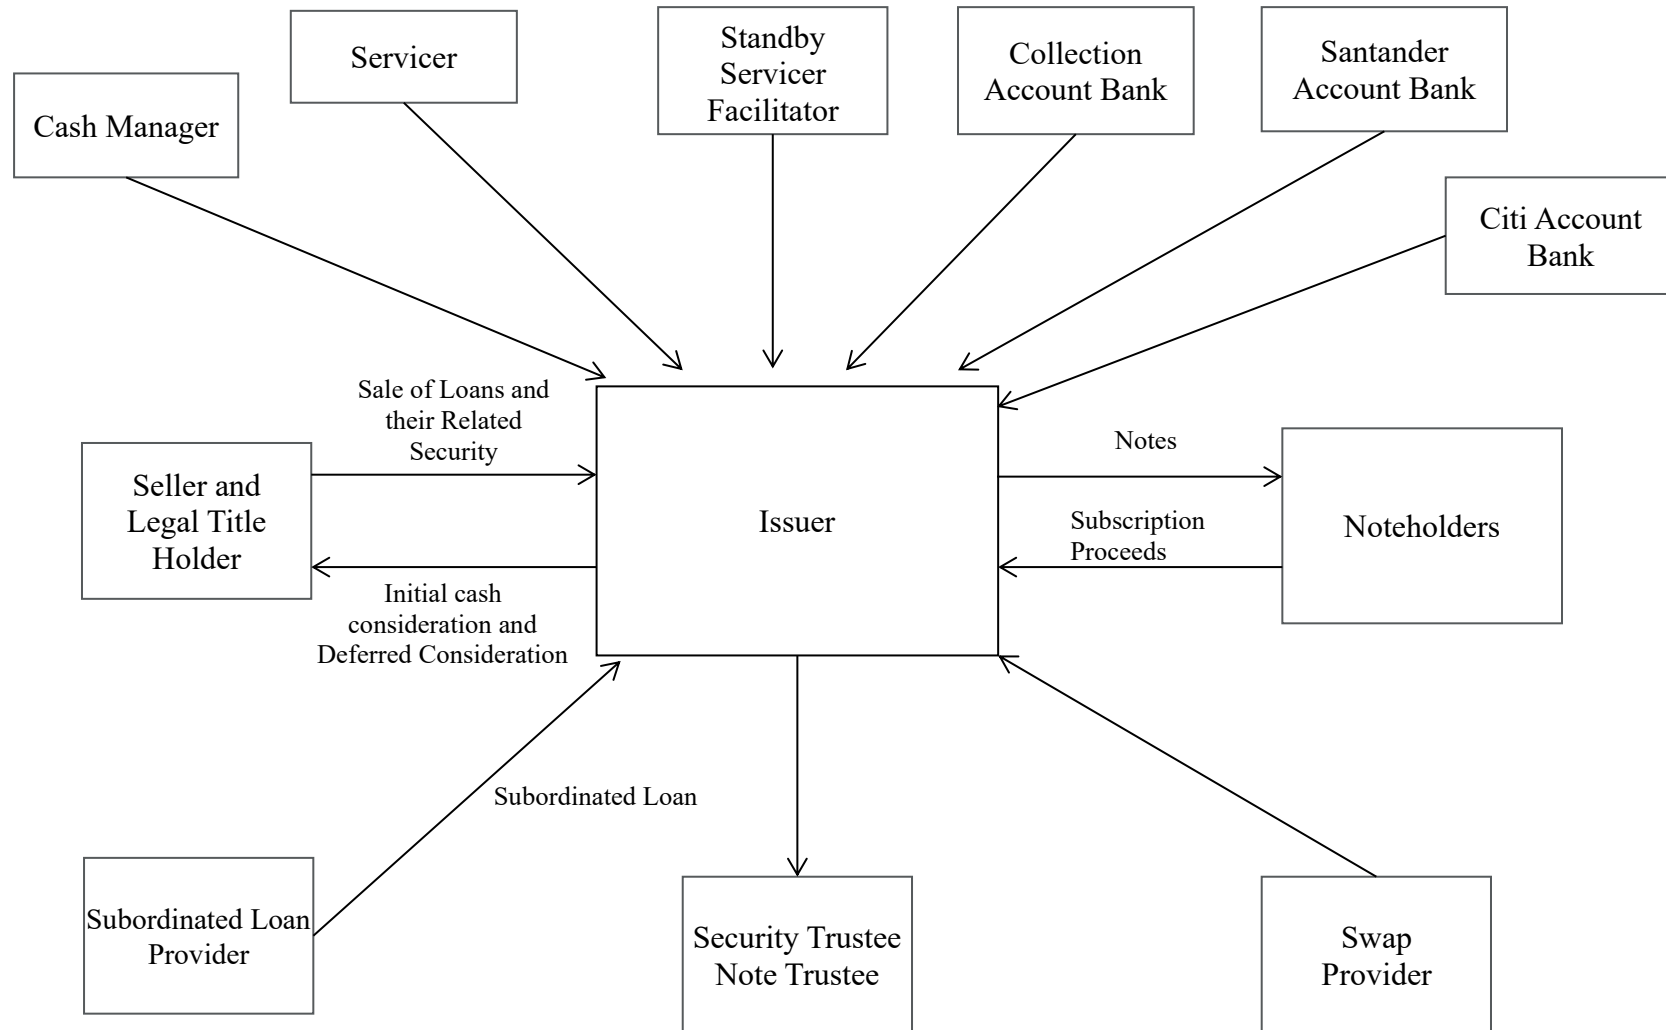 Cash Manager
Servicer
Standby
Servicer
Facilitator
Collection
Account Bank
Santander
Account Bank
Citi Account
Bank
Sale of Loans and
their Related
Security
Seller and
Legal Title
Holder
Initial cash
consideration and
Deferred Consideration
Issuer
Notes
Subscription
Proceeds
Noteholders
Subordinated Loan
Subordinated Loan
Provider
Security Trustee
Note Trustee
Swap
Provider